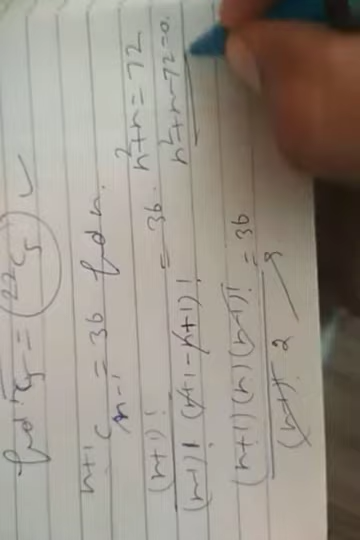 find ⁿC₅ = ²²C₅ ✓
ⁿ⁺¹Cₙ₋₁ = 36 find n.
(n+1)! / (n-1)! (n+1-n+1)! = 36.
(n+1)(n)(n-1)! / (n-1)! 2 = 36
n² + n = 72
n² + n - 72 = 0.